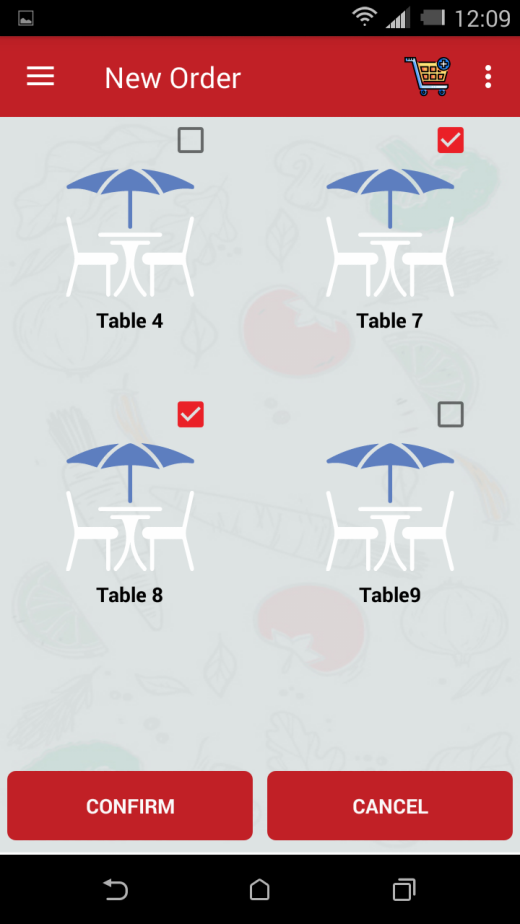 12:09
New Order
Table 4
Table 7
Table 8
Table9
CONFIRM
CANCEL